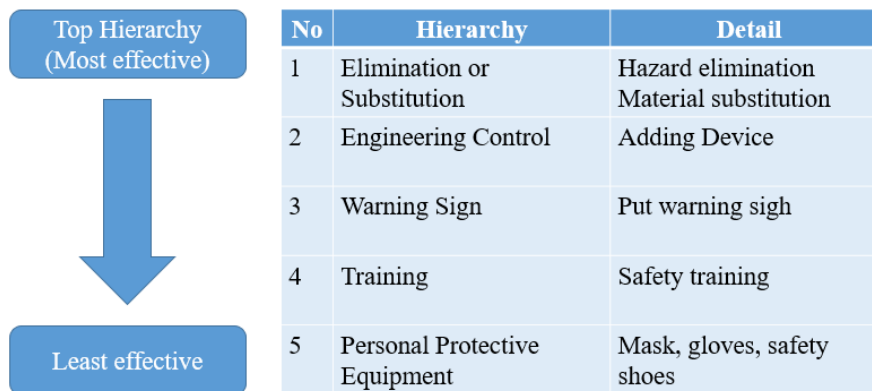 Top Hierarchy
(Most effective)
Least effective
No Hierarchy Detail
1 Elimination or Hazard elimination
Substitution Material substitution
2 Engineering Control Adding Device
3 Warning Sign Put warning sigh
4 Training Safety training
5 Personal Protective Mask, gloves, safety
Equipment shoes